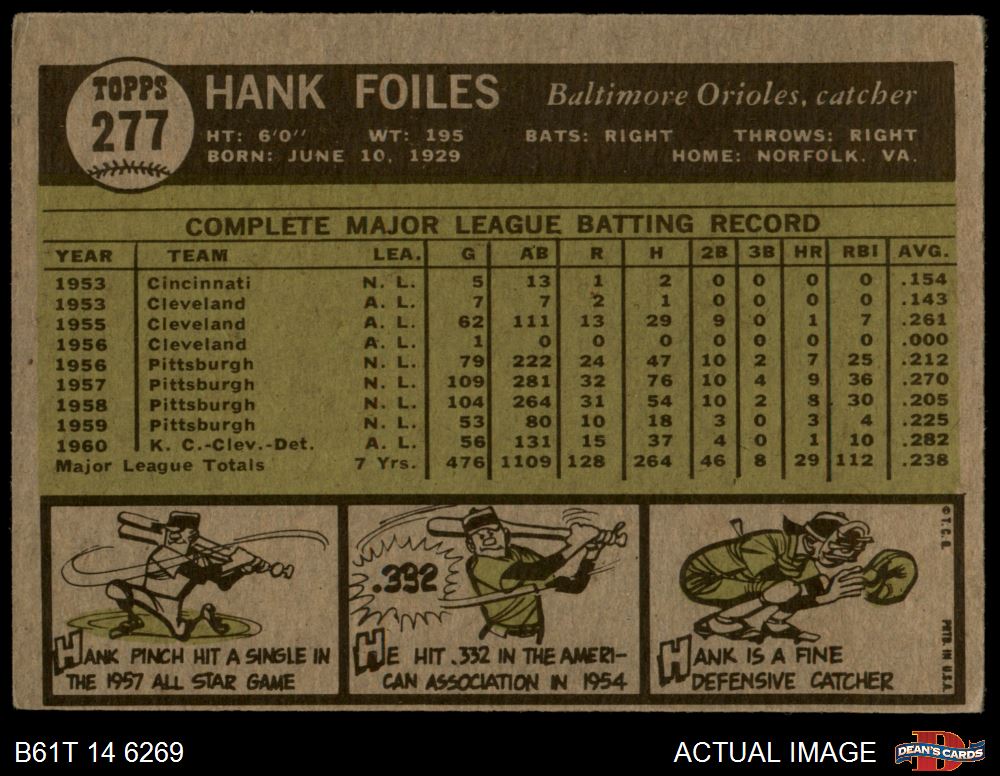 TOPPS
277
HANK FOILES Baltimore Orioles, catcher
HT: 6'0'' WT: 195 BATS: RIGHT THROWS: RIGHT
BORN: JUNE 10, 1929 HOME: NORFOLK, VA.
COMPLETE MAJOR LEAGUE BATTING RECORD
YEAR TEAM LEA. G AB R H 2B 3B HR RBI AVG.
1953 Cincinnati N. L. 5 13 1 2 0 0 0 0 .154
1953 Cleveland A. L. 7 7 2 1 0 0 0 0 .143
1955 Cleveland A. L. 62 111 13 29 9 0 1 7 .261
1956 Cleveland A. L. 1 0 0 0 0 0 0 0 .000
1956 Pittsburgh N. L. 79 222 24 47 10 2 7 25 .212
1957 Pittsburgh N. L. 109 281 32 76 10 4 9 36 .270
1958 Pittsburgh N. L. 104 264 31 54 10 2 8 30 .205
1959 Pittsburgh N. L. 53 80 10 18 3 0 3 4 .225
1960 K. C.-Clev.-Det. A. L. 56 131 15 37 4 0 1 10 .282
Major League Totals 7 Yrs. 476 1109 128 264 46 8 29 112 .238
HANK PINCH HIT A SINGLE IN
THE 1957 ALL STAR GAME
.332
HE HIT .332 IN THE AMERI-
CAN ASSOCIATION IN 1954
HANK IS A FINE
DEFENSIVE CATCHER
© T. C. G. PRTD. IN U.S.A.
B61T 14 6269 ACTUAL IMAGE
D
DEAN'S CARDS